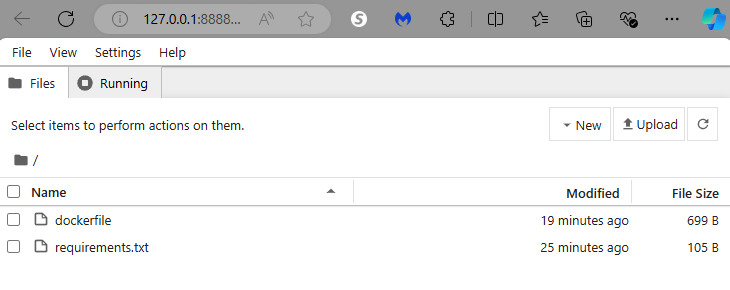 127.0.0.1:8888...
File View Settings Help
Files Running
Select items to perform actions on them.
New Upload
/
Name Modified File Size
dockerfile 19 minutes ago 699 B
requirements.txt 25 minutes ago 105 B